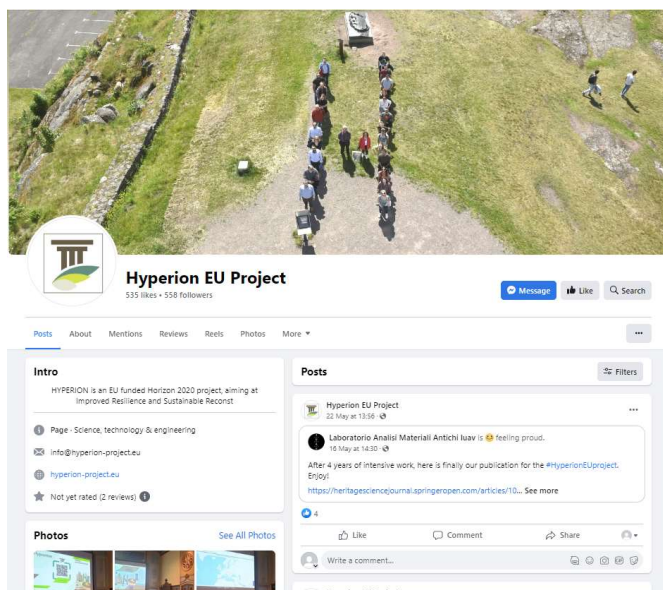 Hyperion EU Project
535 likes • 558 followers
Message
Like
Search
Posts
About
Mentions
Reviews
Reels
Photos
More
Intro
HYPERION is an EU funded Horizon 2020 project, aiming at
Improved Resilience and Sustainable Reconst
Page · Science, technology & engineering
info@hyperion-project.eu
hyperion-project.eu
Not yet rated (2 reviews)
Photos
See All Photos
Posts
Filters
Hyperion EU Project
22 May at 13:56 ·
Laboratorio Analisi Materiali Antichi Iuav is feeling proud.
16 May at 14:30 ·
After 4 years of intensive work, here is finally our publication for the #HyperionEUproject.
Enjoy!
https://heritagesciencejournal.springeropen.com/articles/10... See more
4
Like
Comment
Share
Write a comment...